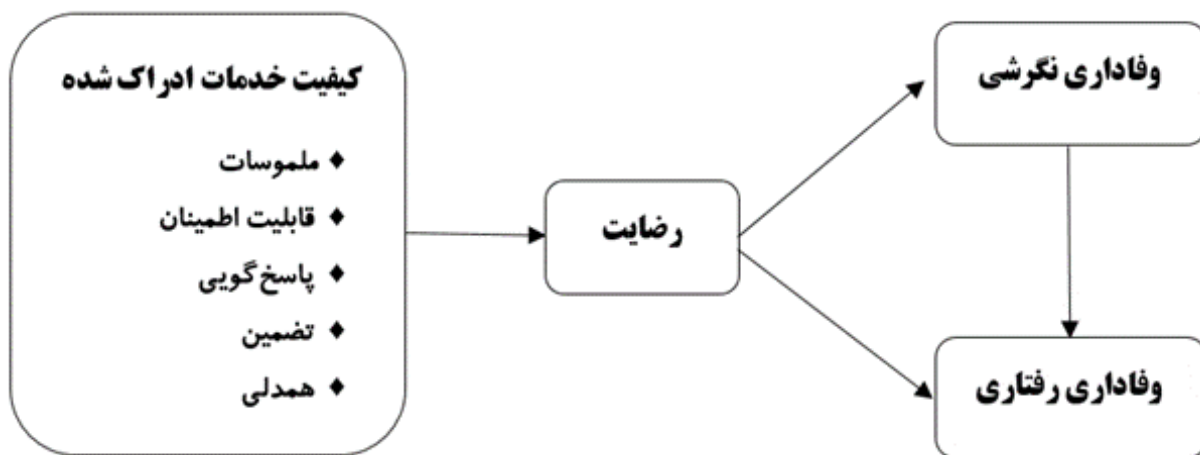 کیفیت خدمات ادراک شده
♦ ملموسات
♦ قابلیت اطمینان
♦ پاسخ‌گویی
♦ تضمین
♦ همدلی
رضایت
وفاداری نگرشی
وفاداری رفتاری